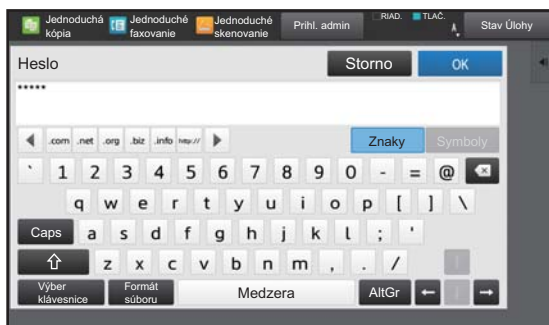 Jednoduchá kópia
Jednoduché faxovanie
Jednoduché skenovanie
Prihl. admin
RIAD.
TLAČ.
Stav Úlohy
Heslo
Storno
OK
*****
.com .net .org .biz .info http://
Znaky
Symboly
` 1 2 3 4 5 6 7 8 9 0 - = @
q w e r t y u i o p [ ] \
Caps a s d f g h j k l ; '
z x c v b n m , . /
Výber klávesnice
Formát súboru
Medzera
AltGr